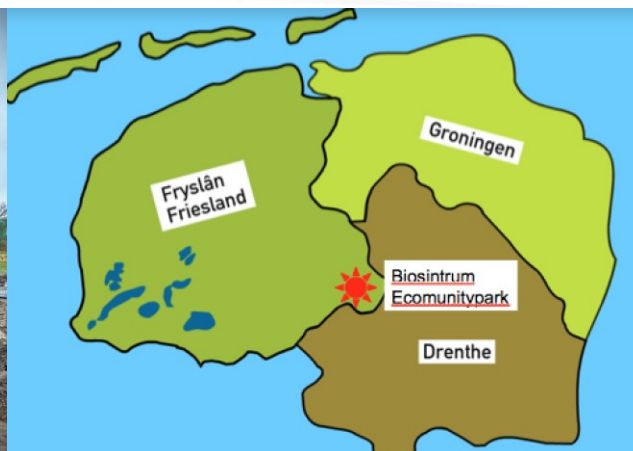 Groningen
Fryslân
Friesland
Biosintrum
Ecomunitypark
Drenthe